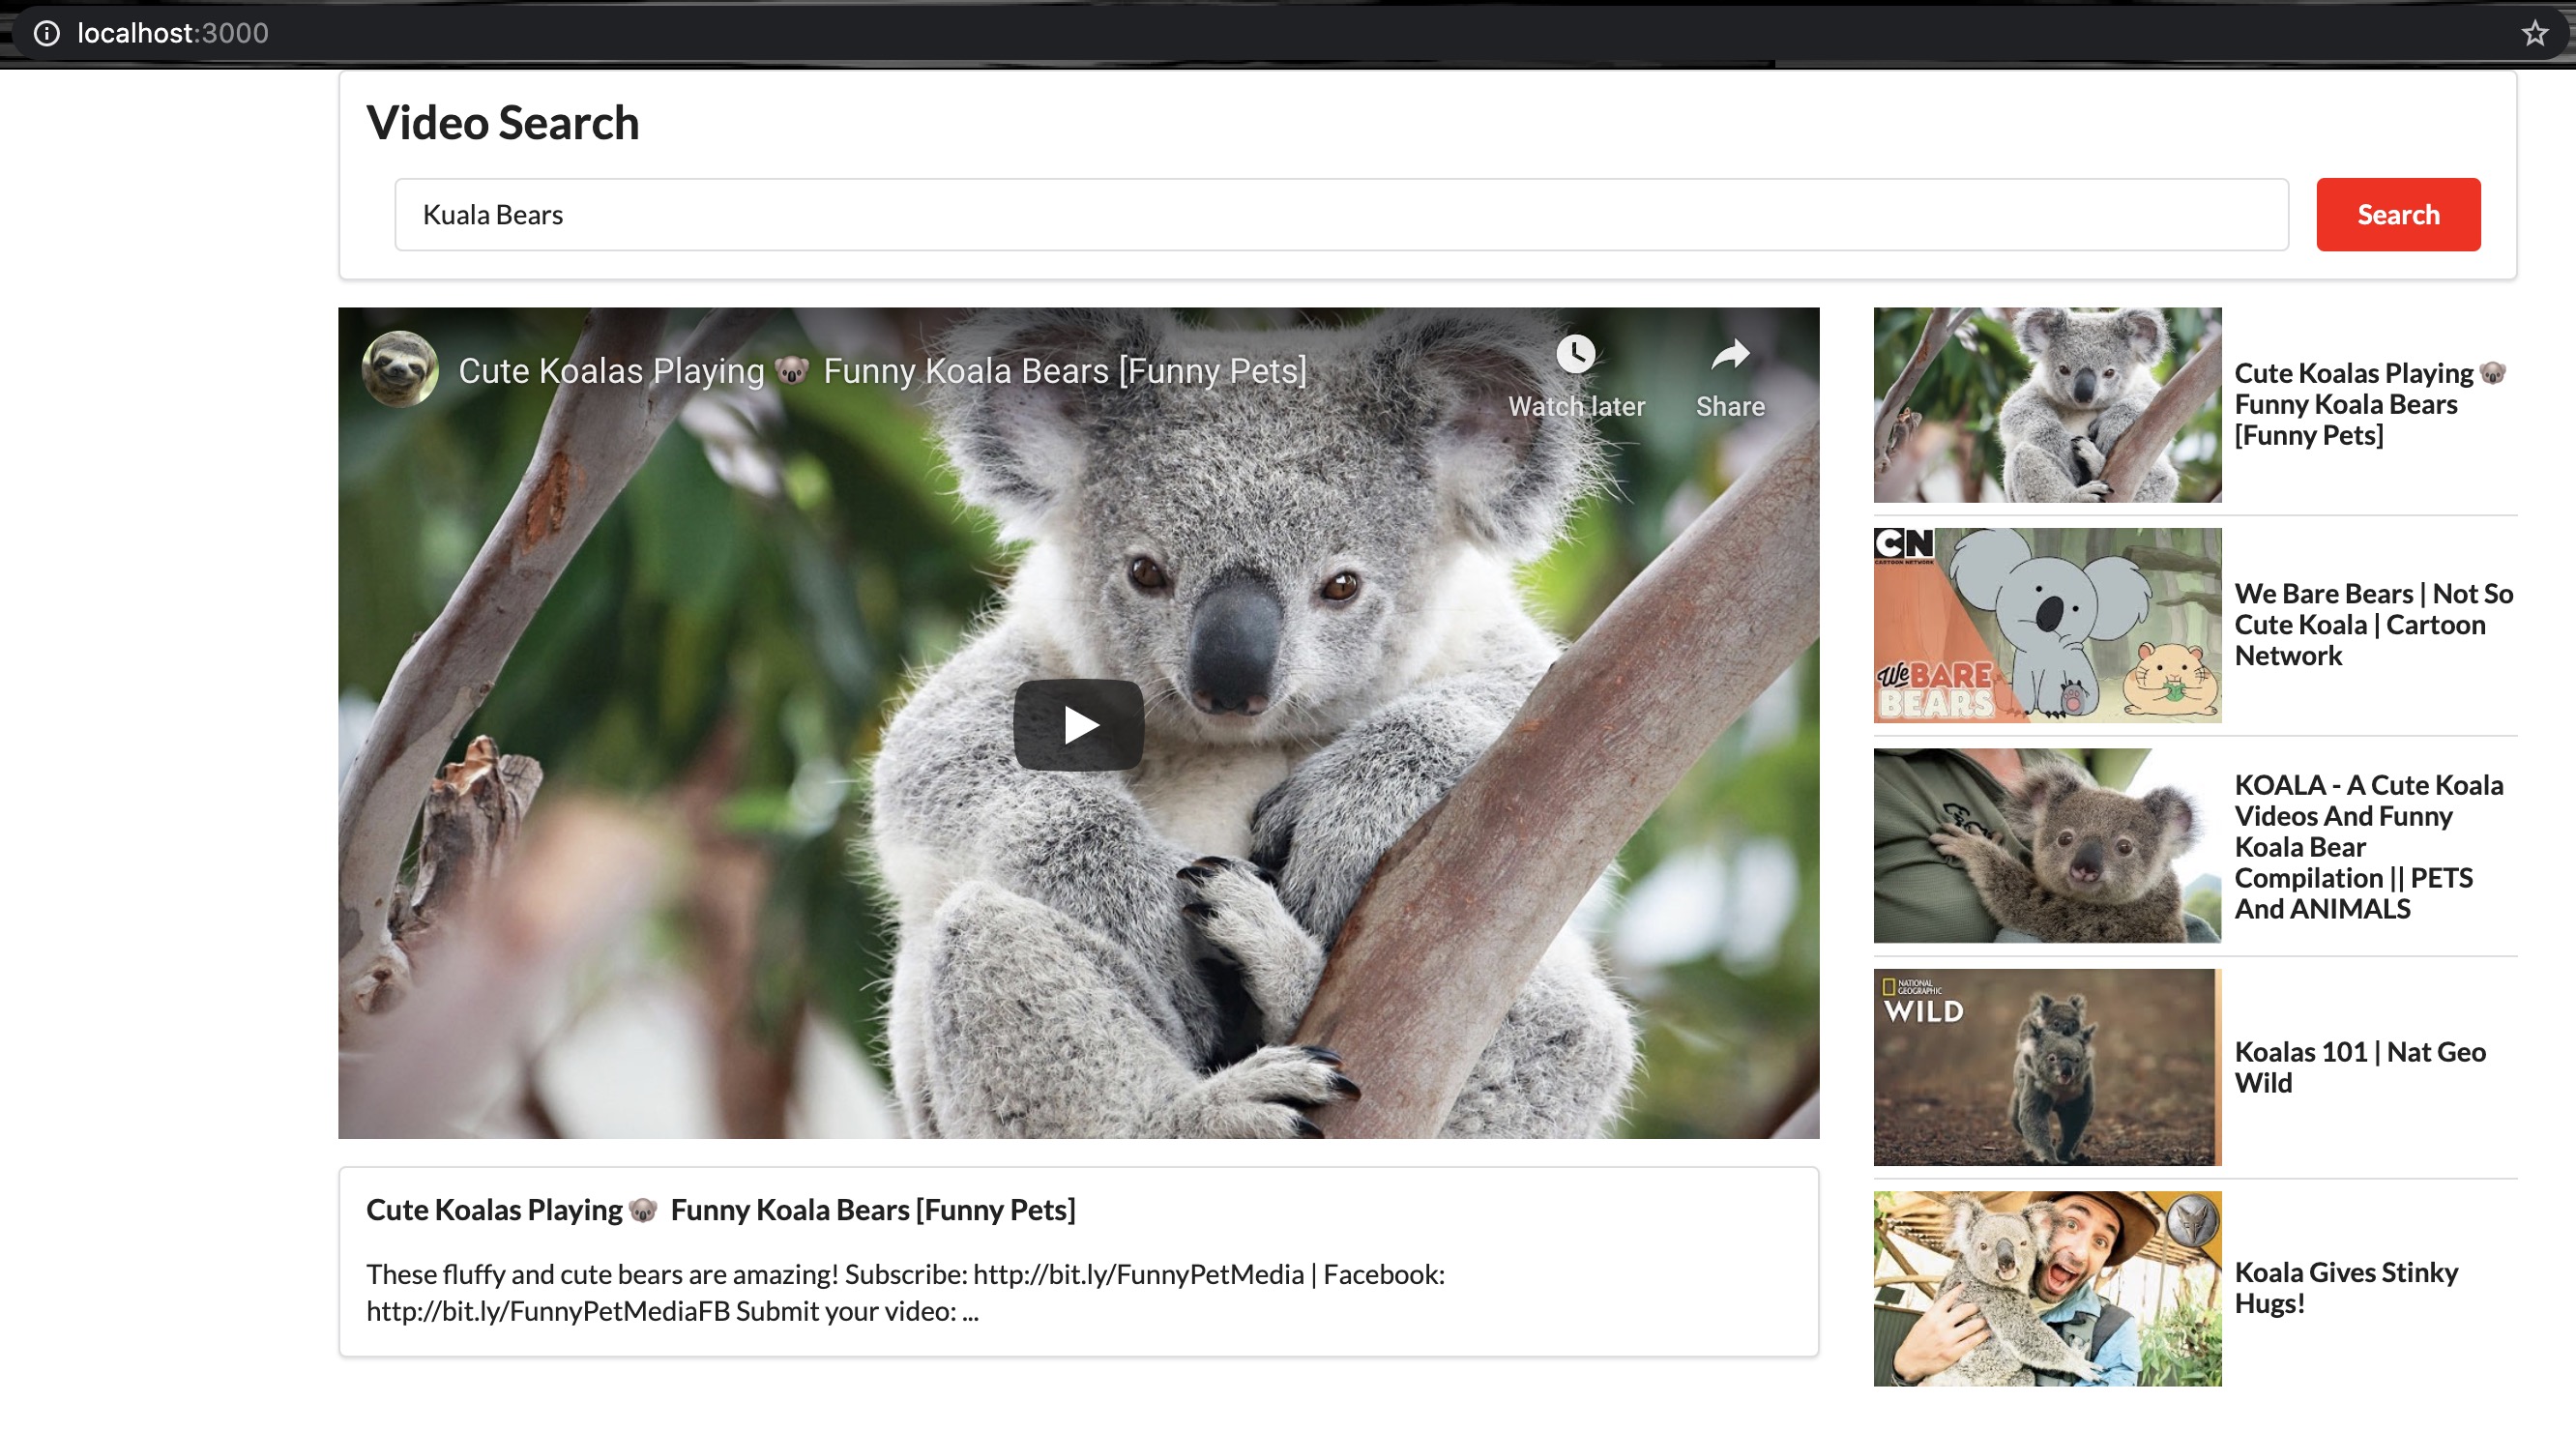 localhost:3000
Video Search
Kuala Bears
Search
Cute Koalas Playing🐨 Funny Koala Bears [Funny Pets]
Watch later
Share
Cute Koalas Playing🐨 Funny Koala Bears [Funny Pets]
These fluffy and cute bears are amazing! Subscribe: http://bit.ly/FunnyPetMedia | Facebook:
http://bit.ly/FunnyPetMediaFB Submit your video: ...
Cute Koalas Playing🐨
Funny Koala Bears
[Funny Pets]
CN
CARTOON NETWORK
We BARE
BEARS
We Bare Bears | Not So
Cute Koala | Cartoon
Network
KOALA - A Cute Koala
Videos And Funny
Koala Bear
Compilation || PETS
And ANIMALS
NATIONAL
GEOGRAPHIC
WILD
Koalas 101 | Nat Geo
Wild
Koala Gives Stinky
Hugs!